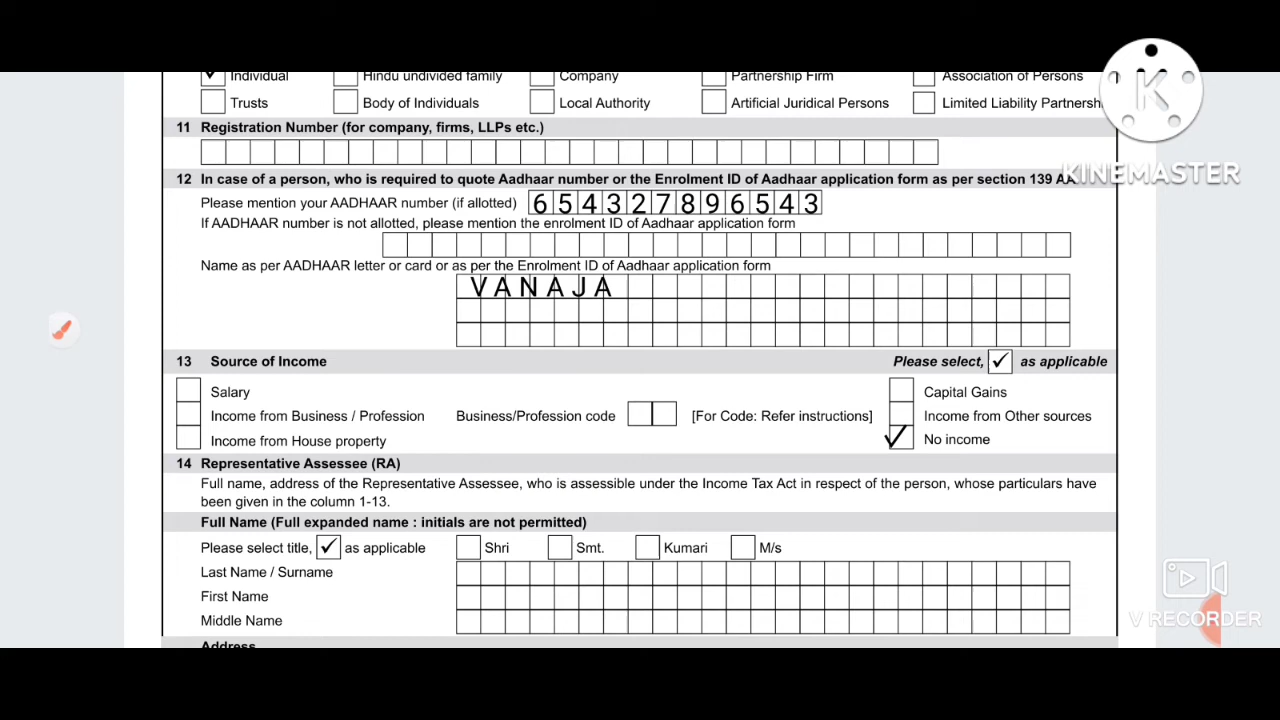 Individual Hindu undivided family Company Partnership Firm Association of Persons
Trusts Body of Individuals Local Authority Artificial Juridical Persons Limited Liability Partnersh
11 Registration Number (for company, firms, LLPs etc.)
12 In case of a person, who is required to quote Aadhaar number or the Enrolment ID of Aadhaar application form as per section 139 AA
Please mention your AADHAAR number (if allotted) 654327896543
If AADHAAR number is not allotted, please mention the enrolment ID of Aadhaar application form
Name as per AADHAAR letter or card or as per the Enrolment ID of Aadhaar application form
VANAJA
13 Source of Income Please select, ✓ as applicable
Salary Capital Gains
Income from Business / Profession Business/Profession code [For Code: Refer instructions] Income from Other sources
Income from House property No income
14 Representative Assessee (RA)
Full name, address of the Representative Assessee, who is assessible under the Income Tax Act in respect of the person, whose particulars have
been given in the column 1-13.
Full Name (Full expanded name : initials are not permitted)
Please select title, ✓ as applicable Shri Smt. Kumari M/s
Last Name / Surname
First Name
Middle Name
Address
K
KINEMASTER
V RECORDER